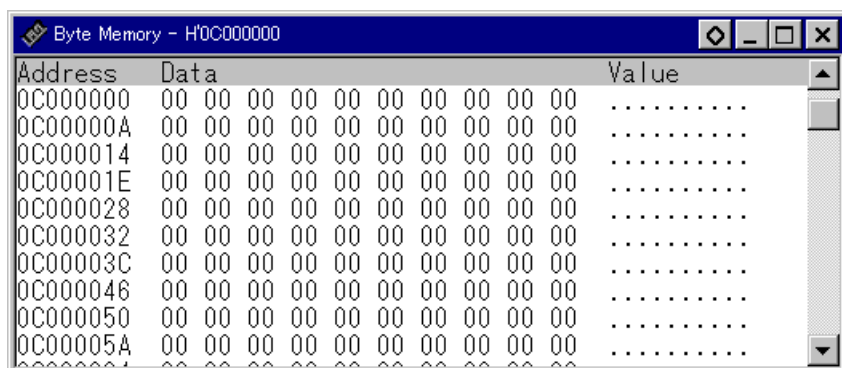 Byte Memory - H'0C000000
Address Data Value
0C000000 00 00 00 00 00 00 00 00 00 00 ..........
0C00000A 00 00 00 00 00 00 00 00 00 00 ..........
0C000014 00 00 00 00 00 00 00 00 00 00 ..........
0C00001E 00 00 00 00 00 00 00 00 00 00 ..........
0C000028 00 00 00 00 00 00 00 00 00 00 ..........
0C000032 00 00 00 00 00 00 00 00 00 00 ..........
0C00003C 00 00 00 00 00 00 00 00 00 00 ..........
0C000046 00 00 00 00 00 00 00 00 00 00 ..........
0C000050 00 00 00 00 00 00 00 00 00 00 ..........
0C00005A 00 00 00 00 00 00 00 00 00 00 ..........